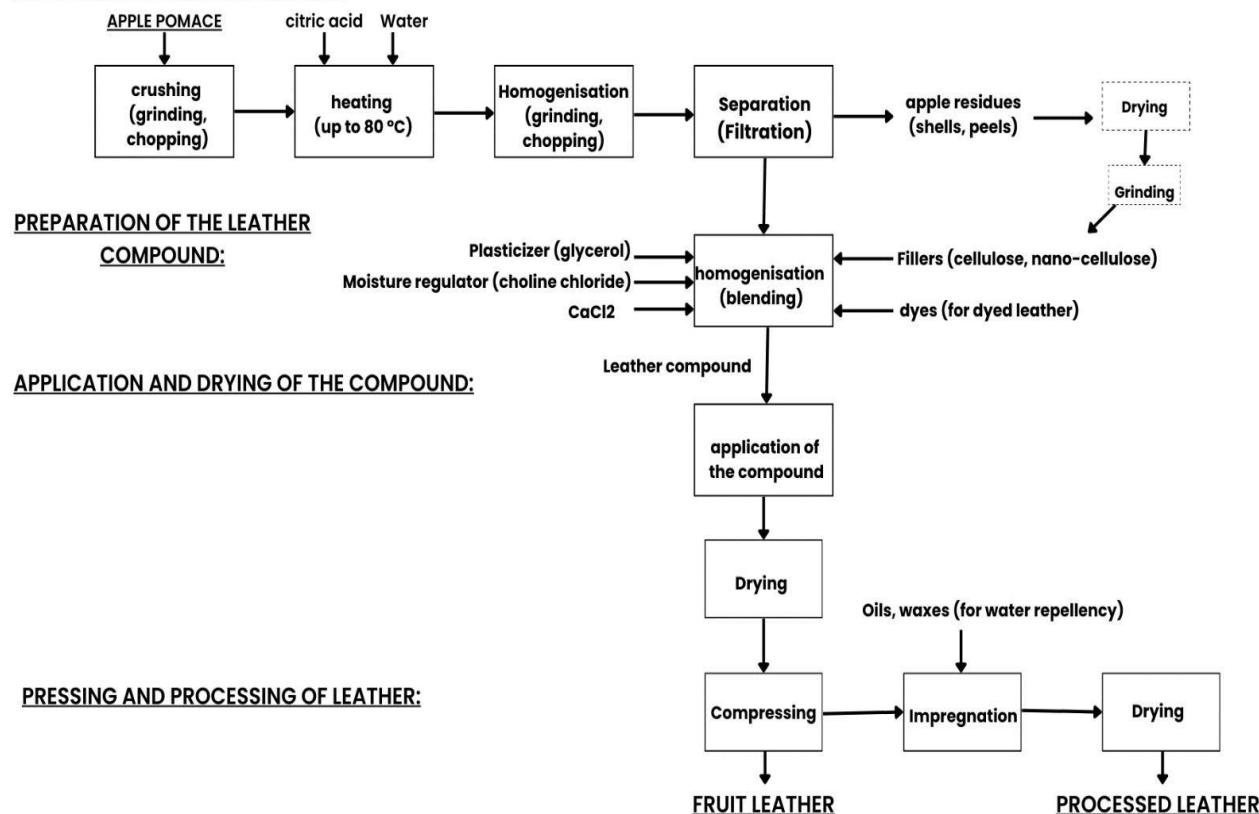 APPLE POMACE
citric acid
Water
crushing
(grinding,
chopping)
heating
(up to 80 °C)
Homogenisation
(grinding,
chopping)
Separation
(Filtration)
apple residues
(shells, peels)
Drying
Grinding
PREPARATION OF THE LEATHER
COMPOUND:
Plasticizer (glycerol)
Moisture regulator (choline chloride)
CaCl2
homogenisation
(blending)
Fillers (cellulose, nano-cellulose)
dyes (for dyed leather)
Leather compound
APPLICATION AND DRYING OF THE COMPOUND:
application of
the compound
Drying
Oils, waxes (for water repellency)
PRESSING AND PROCESSING OF LEATHER:
Compressing
Impregnation
Drying
FRUIT LEATHER
PROCESSED LEATHER